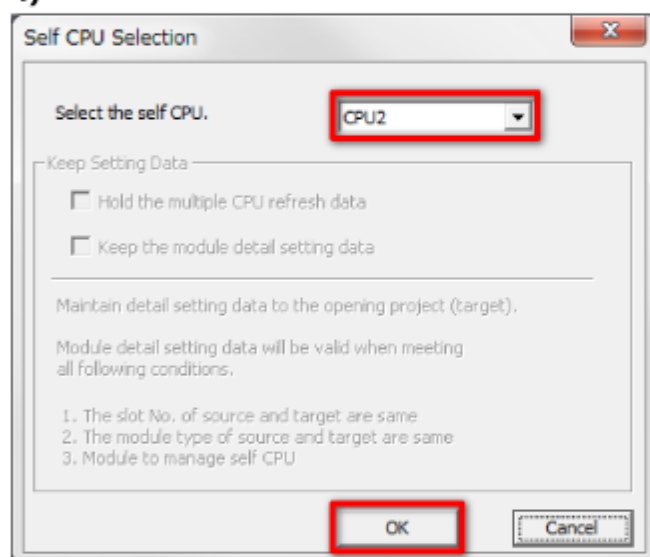 Self CPU Selection
Select the self CPU.
CPU2
Keep Setting Data
Hold the multiple CPU refresh data
Keep the module detail setting data
Maintain detail setting data to the opening project (target).
Module detail setting data will be valid when meeting
all following conditions.
1. The slot No. of source and target are same
2. The module type of source and target are same
3. Module to manage self CPU
OK
Cancel